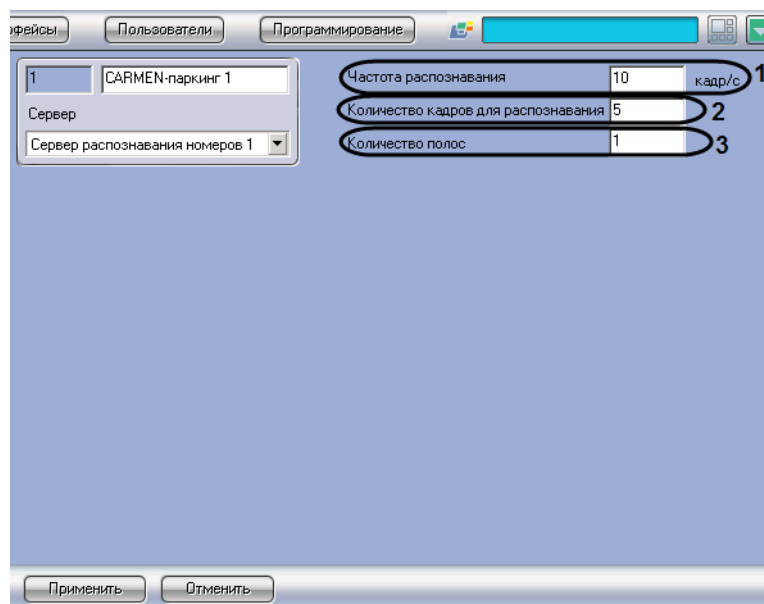 рфейсы Пользователи Программирование
1 CARMEN-паркинг 1
Сервер
Сервер распознавания номеров 1
Частота распознавания 10 кадр/с 1
Количество кадров для распознавания 5 2
Количество полос 1 3
Применить Отменить